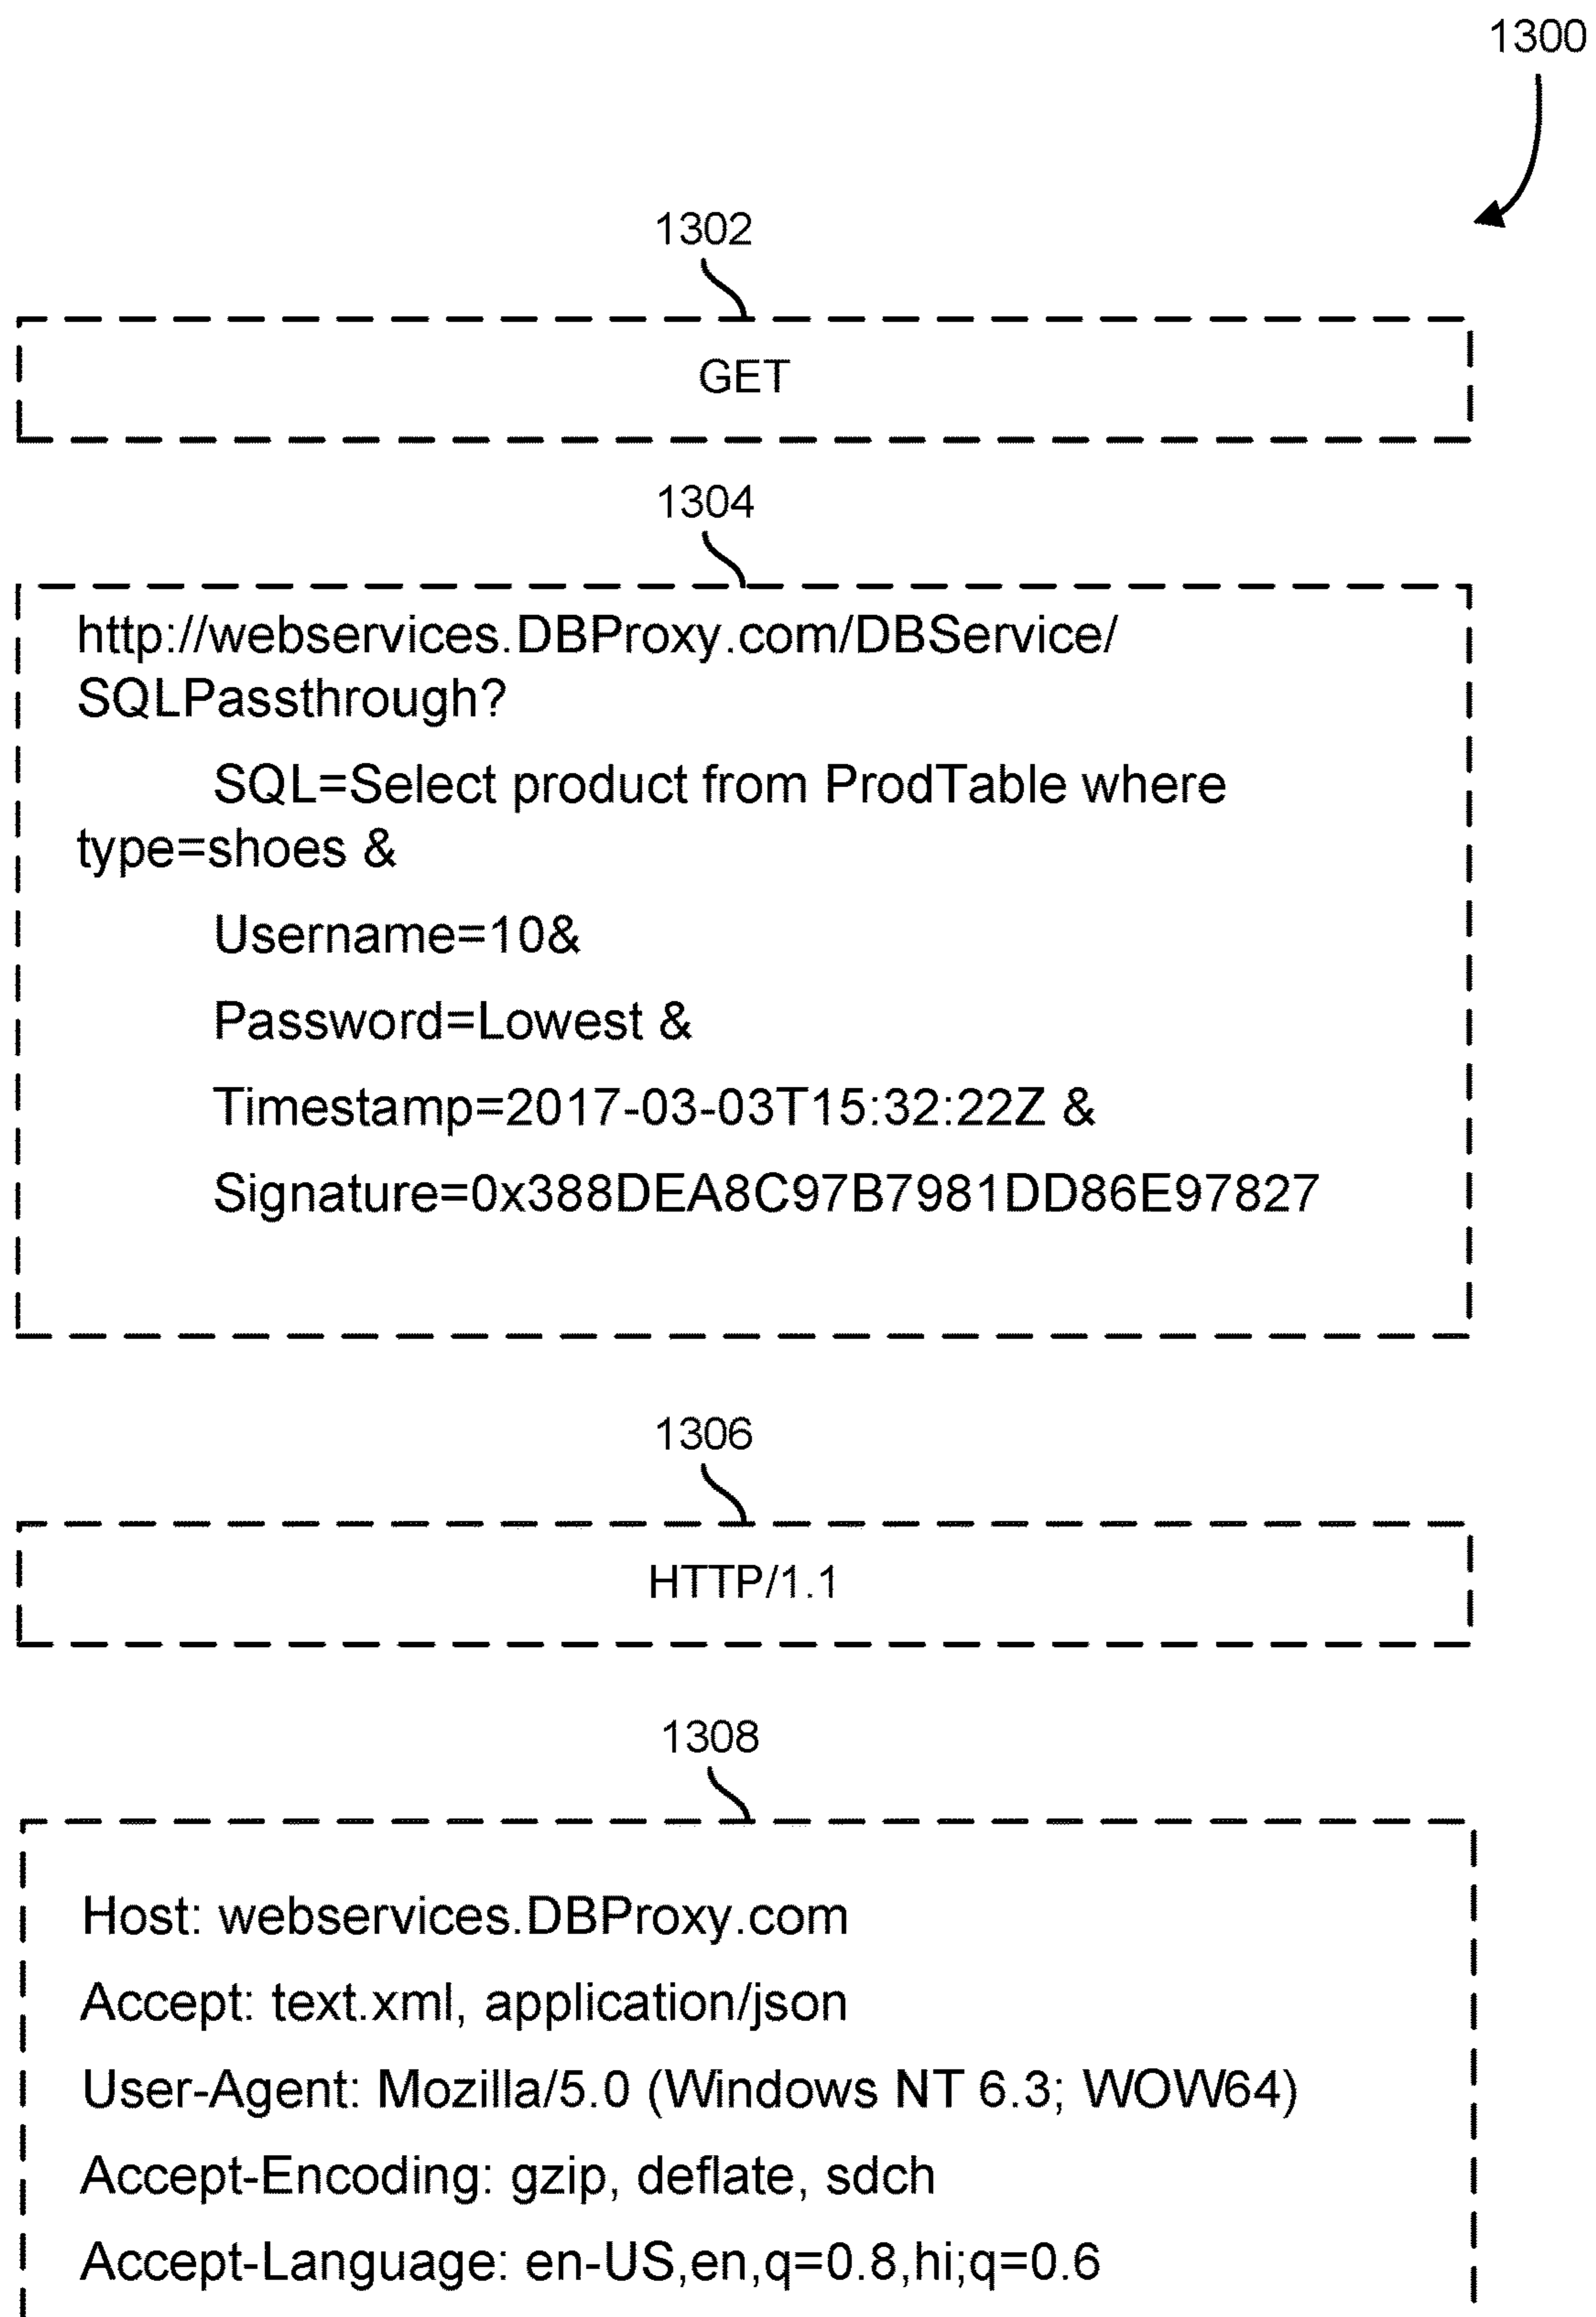 1300
1302
GET
1304
http://webservices.DBProxy.com/DBService/
SQLPassthrough?
SQL=Select product from ProdTable where
type=shoes &
Username=10&
Password=Lowest &
Timestamp=2017-03-03T15:32:22Z &
Signature=0x388DEA8C97B7981DD86E97827
1306
HTTP/1.1
1308
Host: webservices.DBProxy.com
Accept: text.xml, application/json
User-Agent: Mozilla/5.0 (Windows NT 6.3; WOW64)
Accept-Encoding: gzip, deflate, sdch
Accept-Language: en-US,en,q=0.8,hi;q=0.6